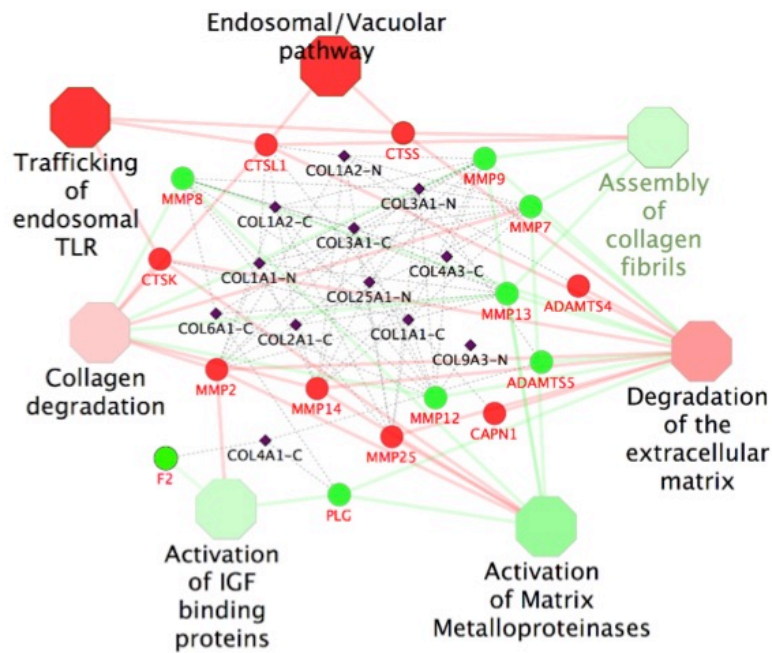 Endosomal/Vacuolar
pathway
Trafficking
of
endosomal
TLR
CTSL1
CTSS
COL1A2-N
MMP9
MMP8
COL3A1-N
Assembly
of
collagen
fibrils
COL1A2-C
MMP7
COL3A1-C
CTSK
COL1A1-N
COL4A3-C
COL25A1-N
ADAMTS4
MMP13
COL6A1-C
COL2A1-C
COL1A1-C
COL9A3-N
Collagen
degradation
MMP2
MMP14
ADAMTS5
MMP12
CAPN1
Degradation
of the
extracellular
matrix
COL4A1-C
MMP25
F2
PLG
Activation
of IGF
binding
proteins
Activation
of Matrix
Metalloproteinases